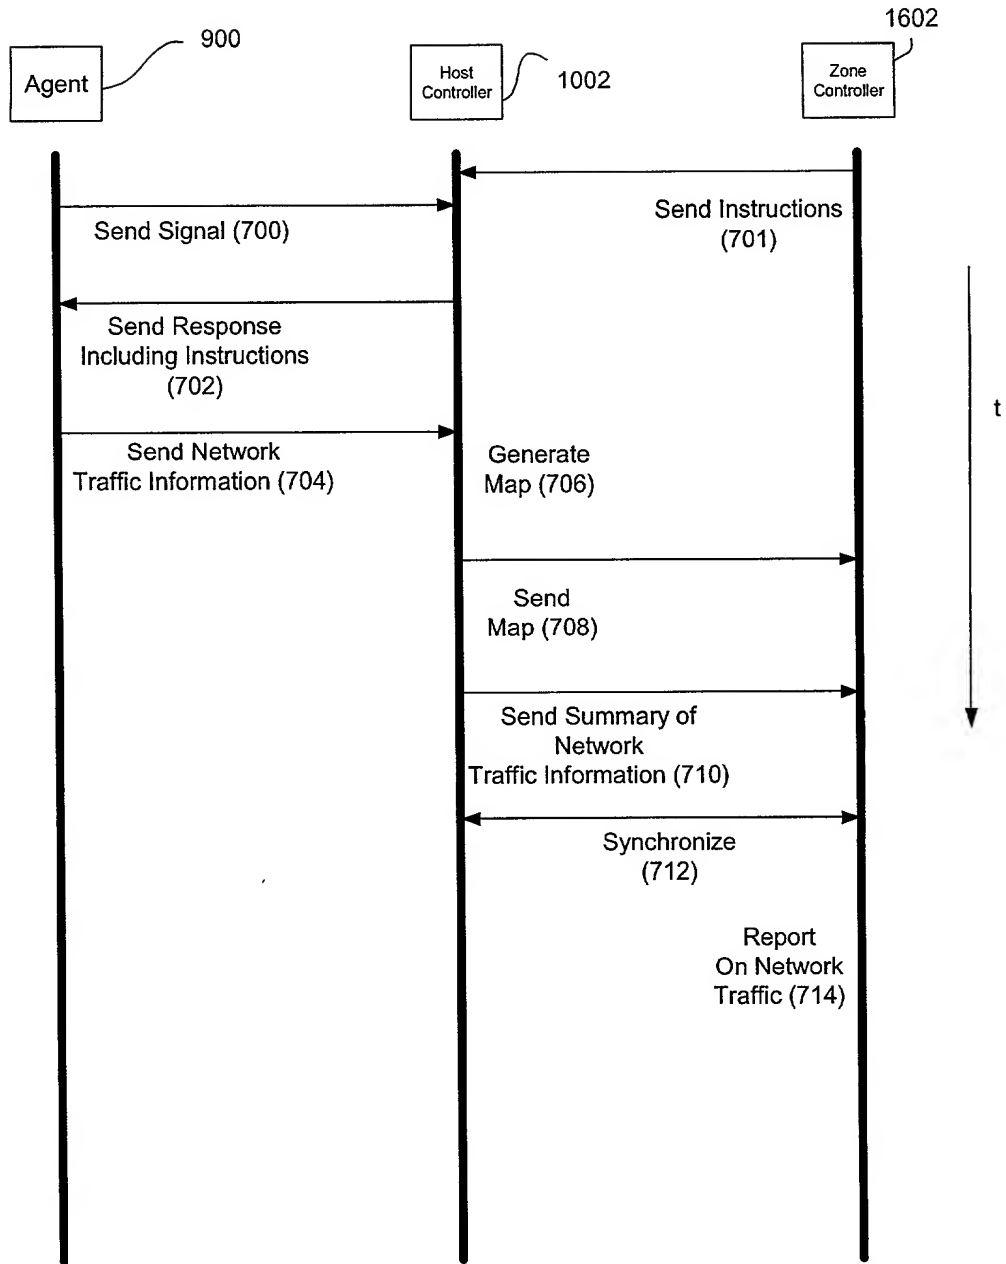 900
1602
Agent
Host
Controller
1002
Zone
Controller
Send Instructions
(701)
Send Signal (700)
Send Response
Including Instructions
(702)
t
Send Network
Traffic Information (704)
Generate
Map (706)
Send
Map (708)
Send Summary of
Network
Traffic Information (710)
Synchronize
(712)
Report
On Network
Traffic (714)